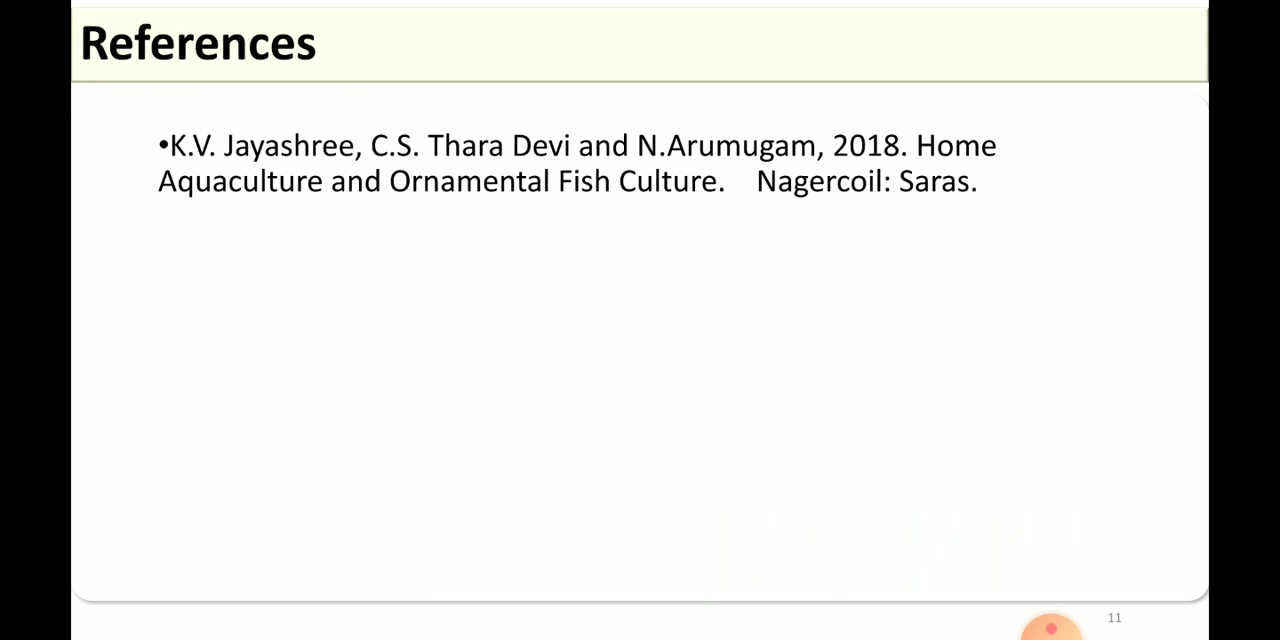 References
•K.V. Jayashree, C.S. Thara Devi and N.Arumugam, 2018. Home
Aquaculture and Ornamental Fish Culture.    Nagercoil: Saras.
11